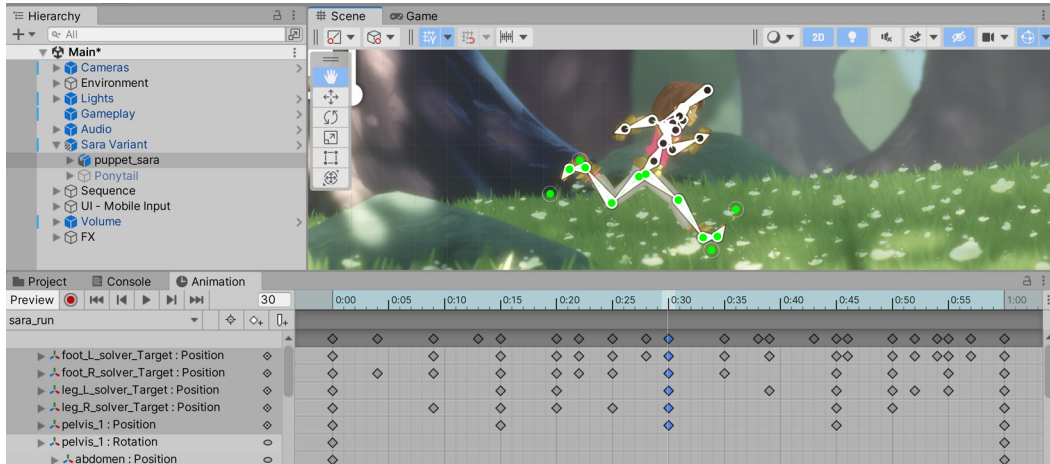 Hierarchy
Scene
Game
All
2D
Main*
Cameras
Environment
Lights
Gameplay
Audio
Sara Variant
puppet_sara
Ponytail
Sequence
UI - Mobile Input
Volume
FX
Project
Console
Animation
Preview
30
0:00 0:05 0:10 0:15 0:20 0:25 0:30 0:35 0:40 0:45 0:50 0:55 1:00
sara_run
foot_L_solver_Target : Position
foot_R_solver_Target : Position
leg_L_solver_Target : Position
leg_R_solver_Target : Position
pelvis_1 : Position
pelvis_1 : Rotation
abdomen : Position